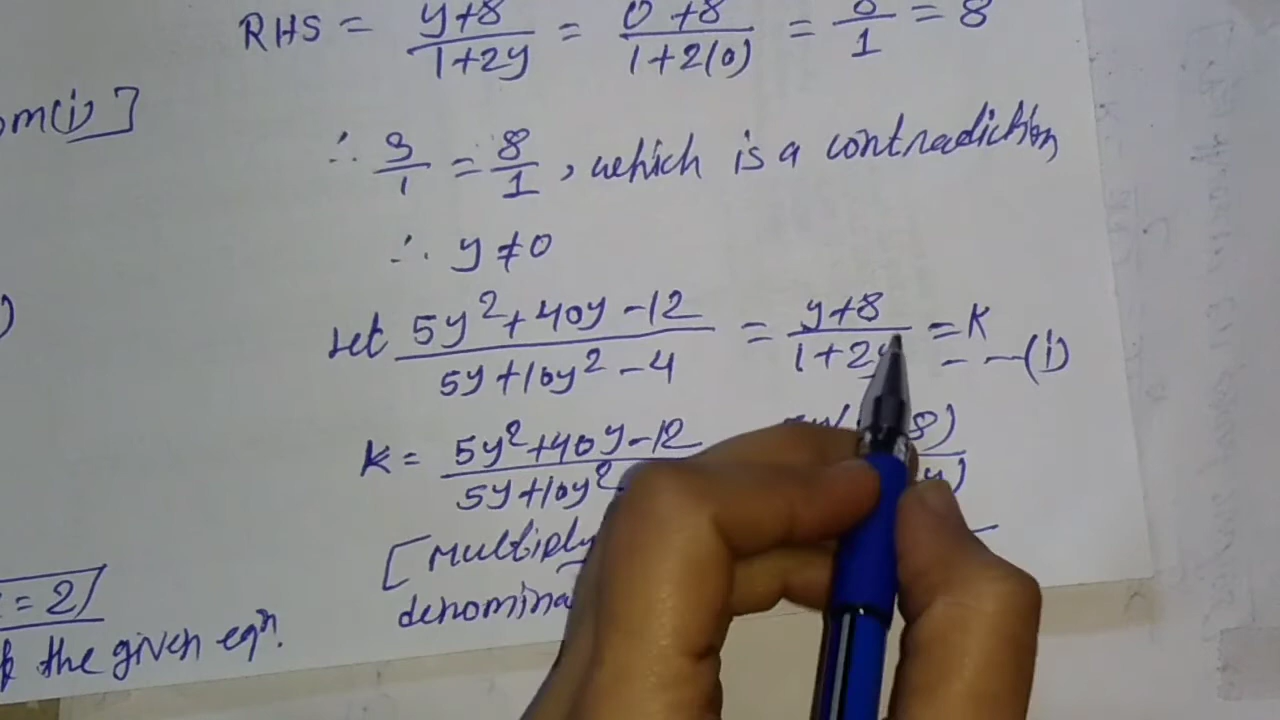 RHS = y+8/1+2y = 0+8/1+2(0) = 8/1 = 8
om(i)]
∴ 3/1 = 8/1, which is a contradiction
∴ y ≠ 0
)
Let 5y²+40y-12/5y+10y²-4 = y+8/1+2y = K ---(i)
K = 5y²+40y-12/5y+10y² 8)/y)
[Multiply
denomina
= 2/
the given eqⁿ.